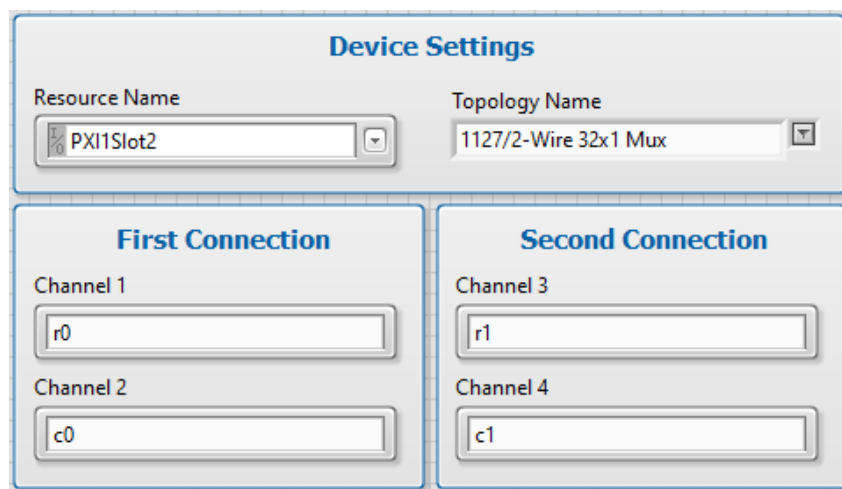 Device Settings
Resource Name
I/O PXI1Slot2
Topology Name
1127/2-Wire 32x1 Mux
First Connection
Channel 1
r0
Channel 2
c0
Second Connection
Channel 3
r1
Channel 4
c1